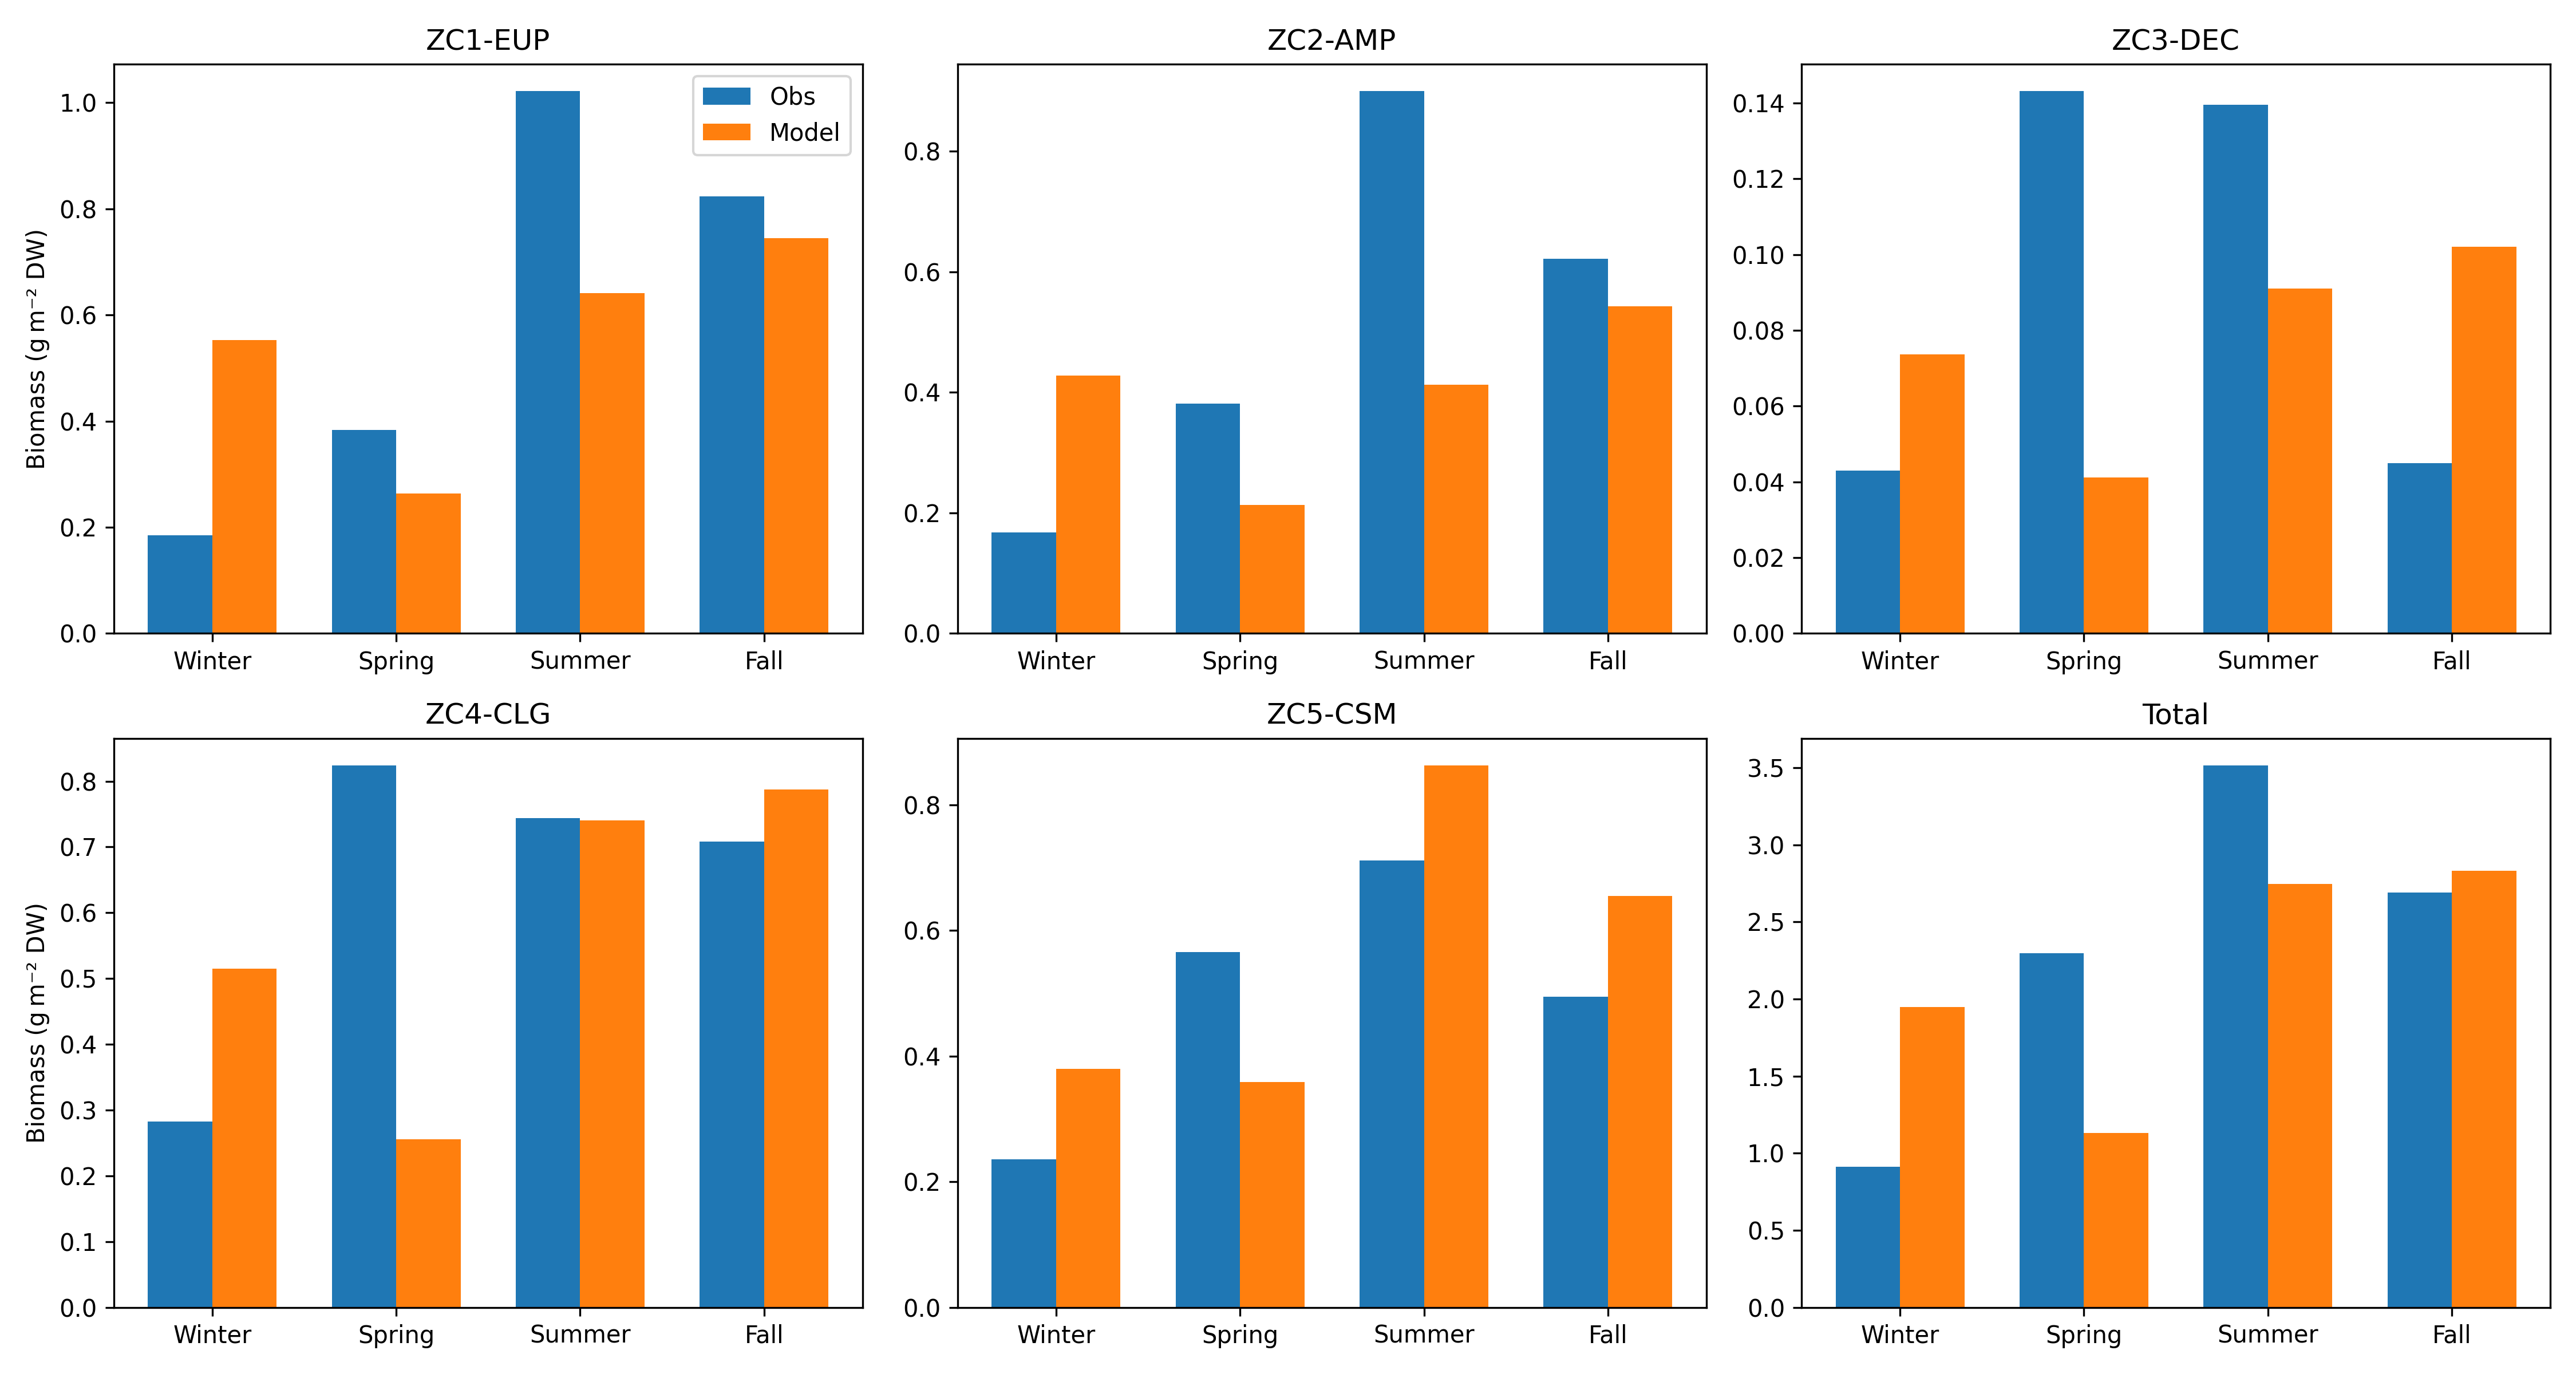 ZC1-EUP
Biomass (g m⁻² DW)
1.0
0.8
0.6
0.4
0.2
0.0
Obs
Model
Winter Spring Summer Fall
ZC2-AMP
0.8
0.6
0.4
0.2
0.0
Winter Spring Summer Fall
ZC3-DEC
0.14
0.12
0.10
0.08
0.06
0.04
0.02
0.00
Winter Spring Summer Fall
ZC4-CLG
Biomass (g m⁻² DW)
0.8
0.7
0.6
0.5
0.4
0.3
0.2
0.1
0.0
Winter Spring Summer Fall
ZC5-CSM
0.8
0.6
0.4
0.2
0.0
Winter Spring Summer Fall
Total
3.5
3.0
2.5
2.0
1.5
1.0
0.5
0.0
Winter Spring Summer Fall